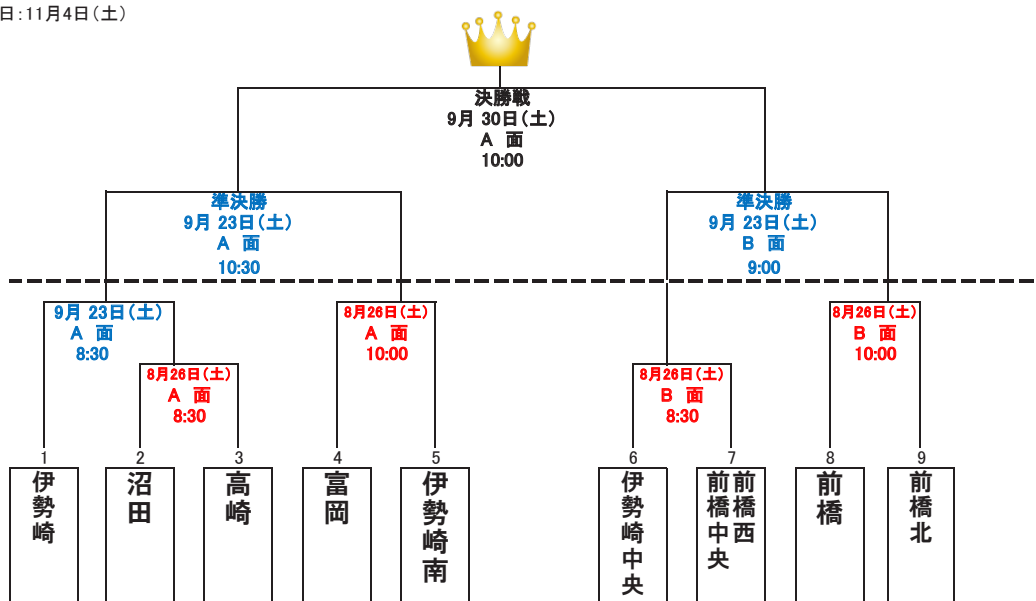 日:11月4日(土)
決勝戦
9月 30日(土)
A 面
10:00
準決勝
9月 23日(土)
A 面
10:30
準決勝
9月 23日(土)
B 面
9:00
9月 23日(土)
A 面
8:30
8月26日(土)
A 面
10:00
8月26日(土)
B 面
10:00
8月26日(土)
A 面
8:30
8月26日(土)
B 面
8:30
1
2
3
4
5
6
7
8
9
伊勢崎
沼田
高崎
富岡
伊勢崎南
伊勢崎中央
前橋西
前橋中央
前橋
前橋北